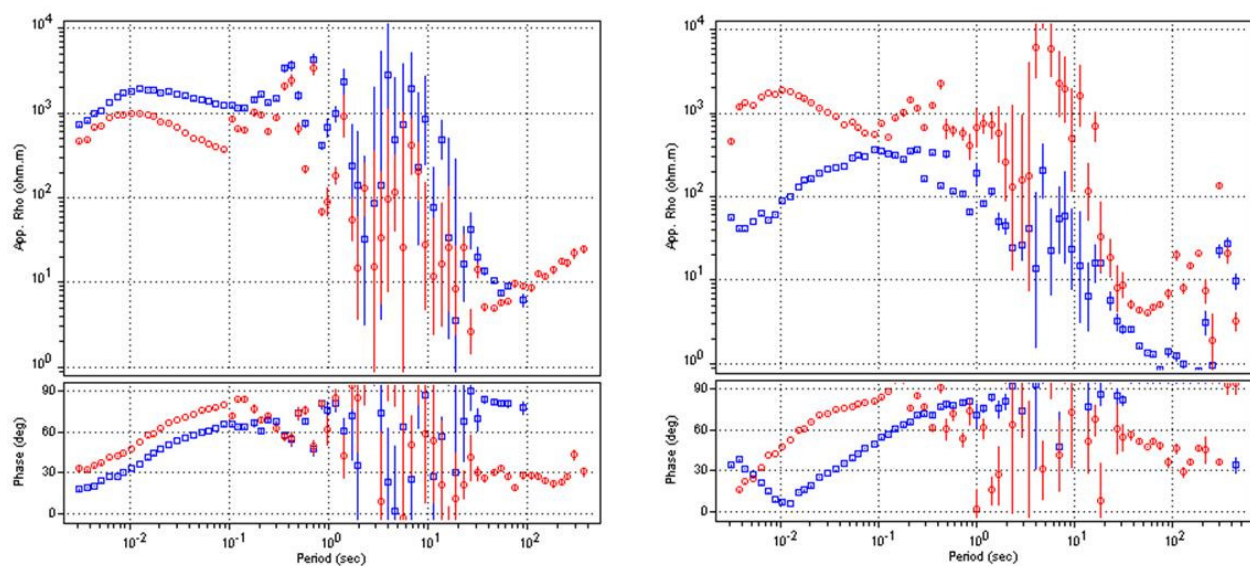 App. Rho (ohm.m)
10⁴
10³
10²
10¹
10⁰
Phase (deg)
90
60
30
0
10⁻² 10⁻¹ 10⁰ 10¹ 10²
Period (sec)
App. Rho (ohm.m)
10⁴
10³
10²
10¹
10⁰
Phase (deg)
90
60
30
0
10⁻² 10⁻¹ 10⁰ 10¹ 10²
Period (sec)